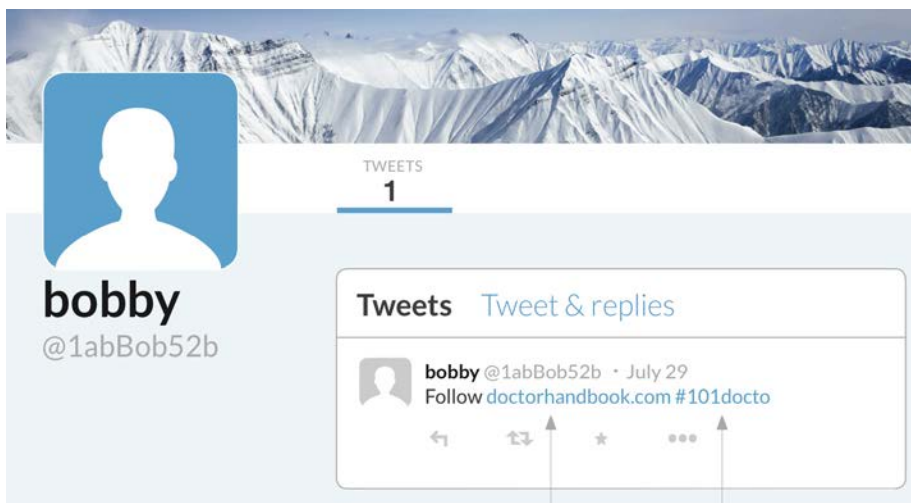 TWEETS
1
bobby
@1abBob52b
Tweets Tweet & replies
bobby @1abBob52b · July 29
Follow doctorhandbook.com #101docto